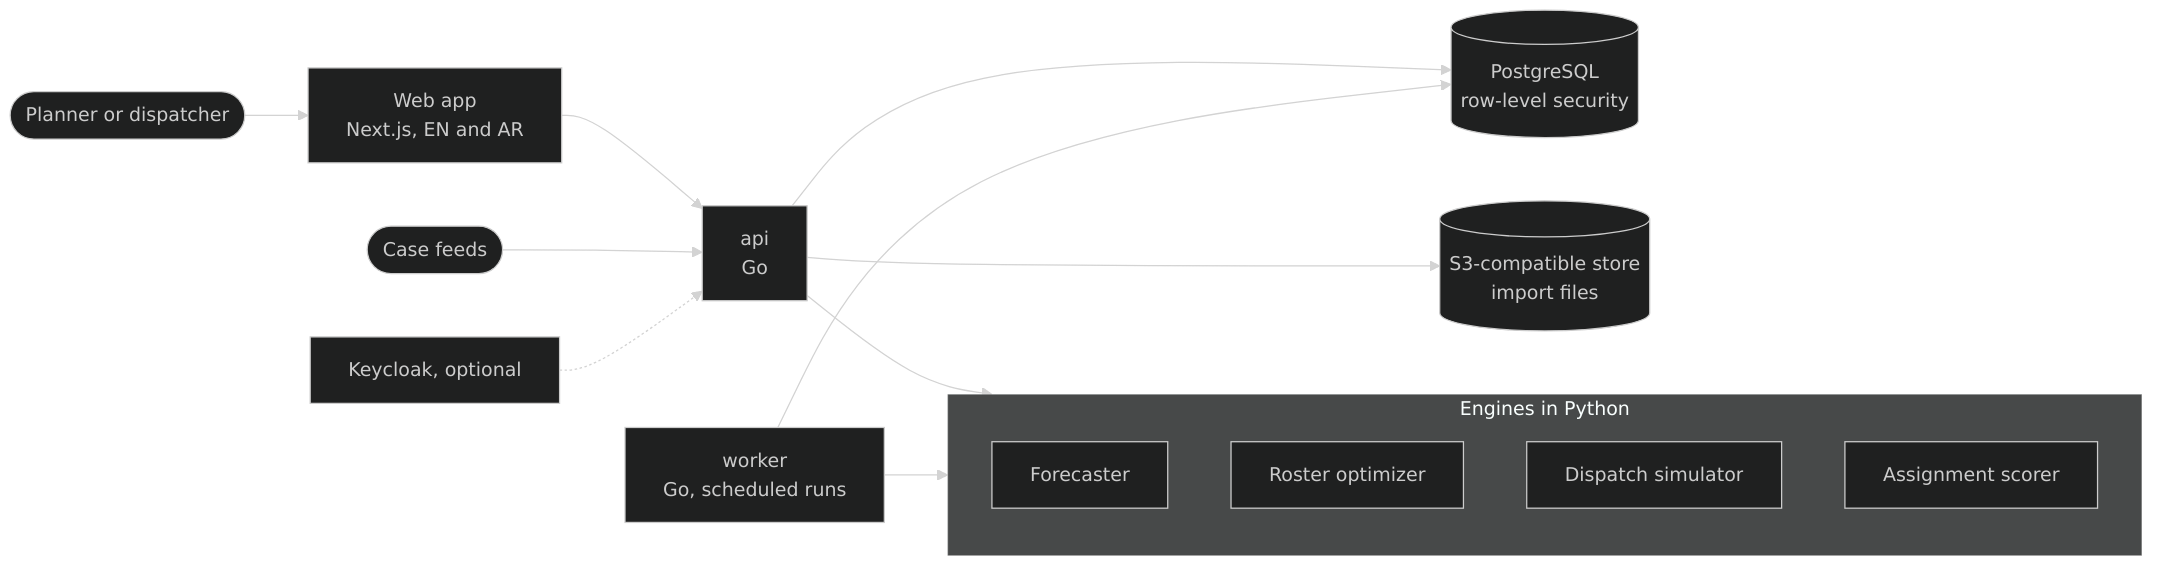 Planner or dispatcher
Web app
Next.js, EN and AR
Case feeds
Keycloak, optional
api
Go
worker
Go, scheduled runs
PostgreSQL
row-level security
S3-compatible store
import files
Engines in Python
Forecaster
Roster optimizer
Dispatch simulator
Assignment scorer